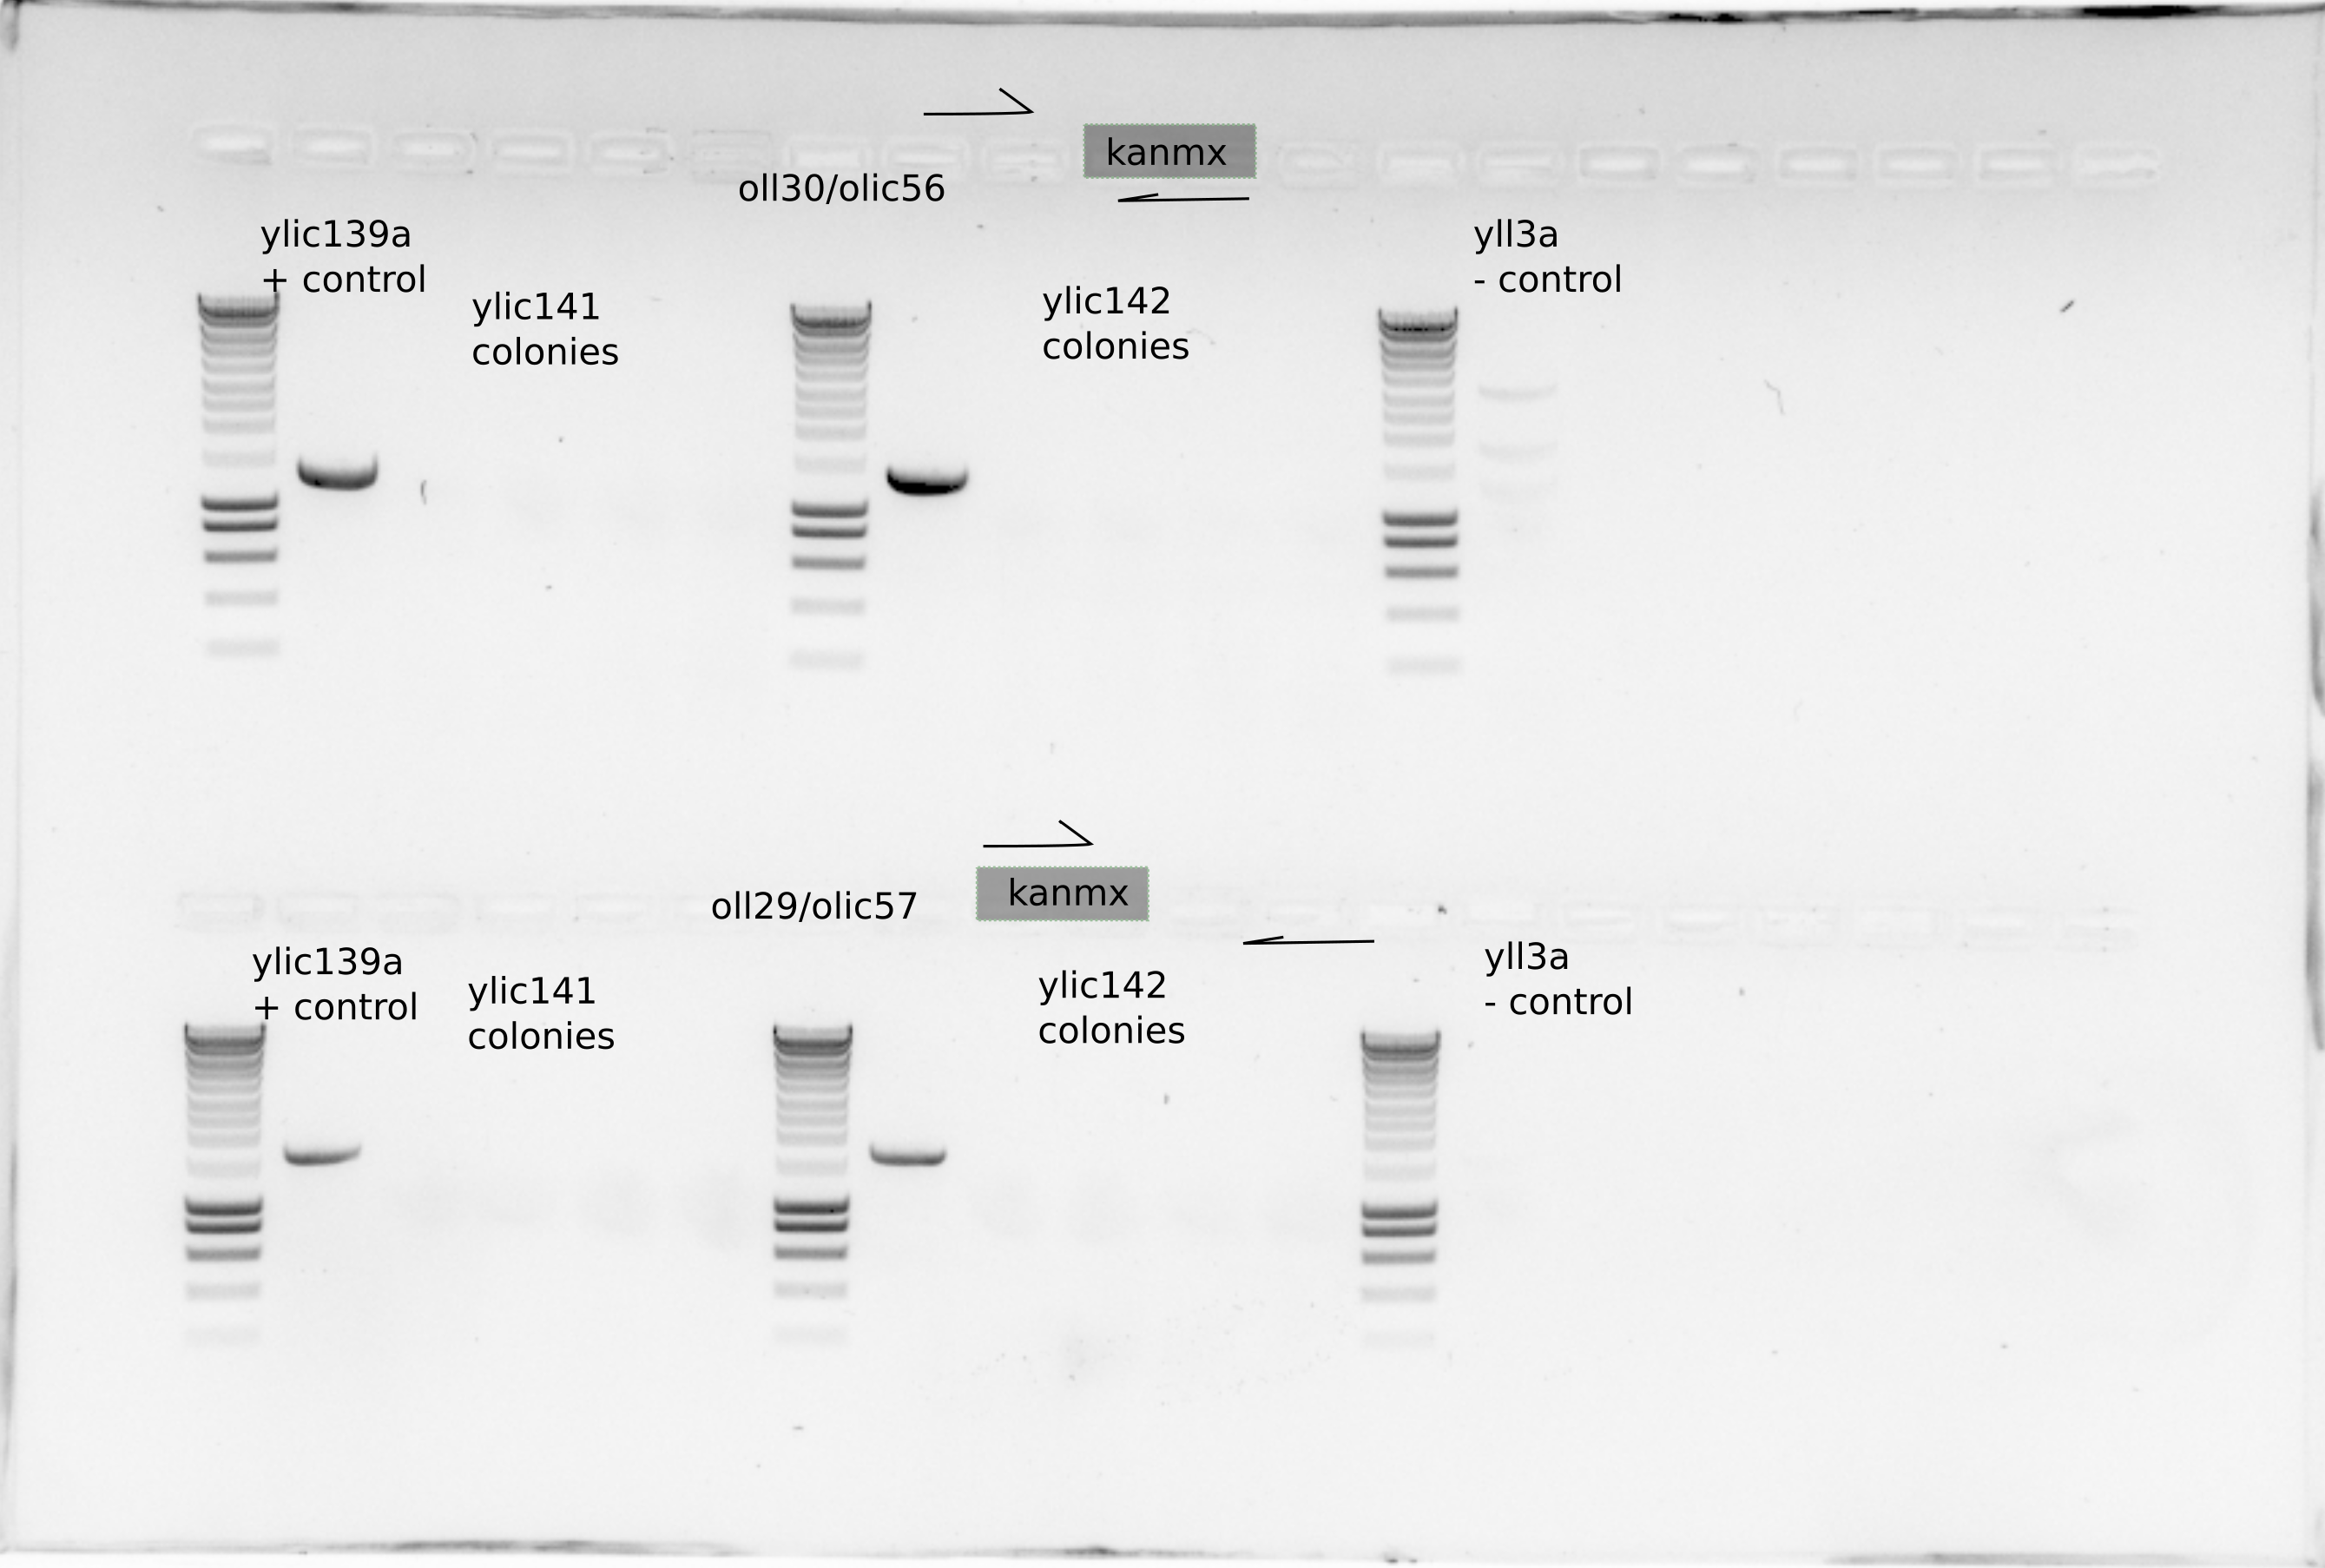 kanmx
oll30/olic56
ylic139a
+ control
ylic141
colonies
ylic142
colonies
yll3a
- control
kanmx
oll29/olic57
ylic139a
+ control
ylic141
colonies
ylic142
colonies
yll3a
- control